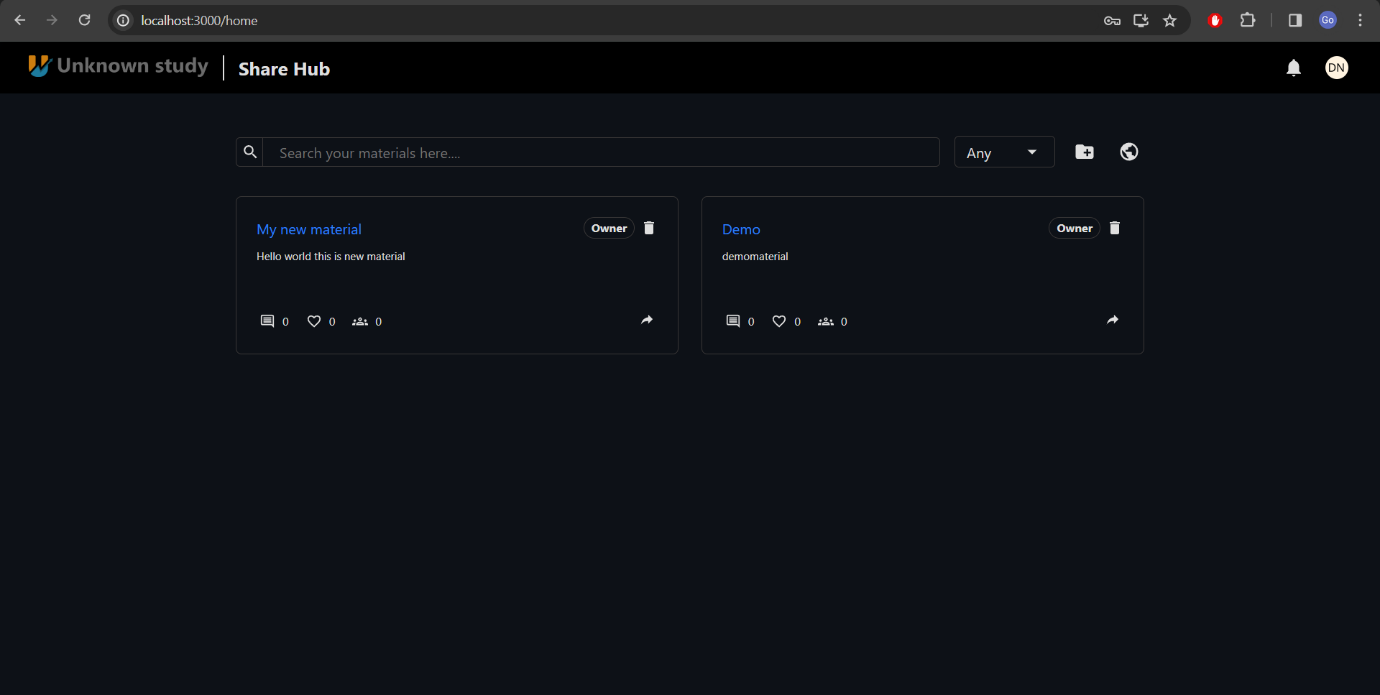 localhost:3000/home
Go
Unknown study
Share Hub
DN
Search your materials here....
Any
My new material
Owner
Hello world this is new material
0 0 0
Demo
Owner
demomaterial
0 0 0